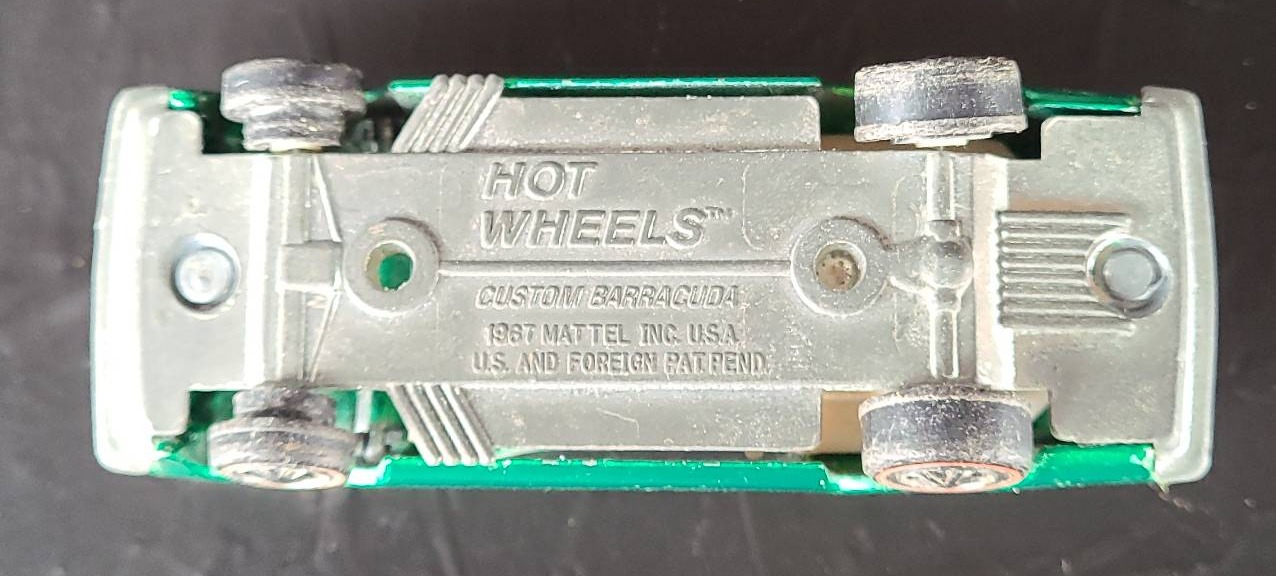 HOT
WHEELS™
CUSTOM BARRACUDA
1967 MATTEL INC. U.S.A.
U.S. AND FOREIGN PAT. PEND.